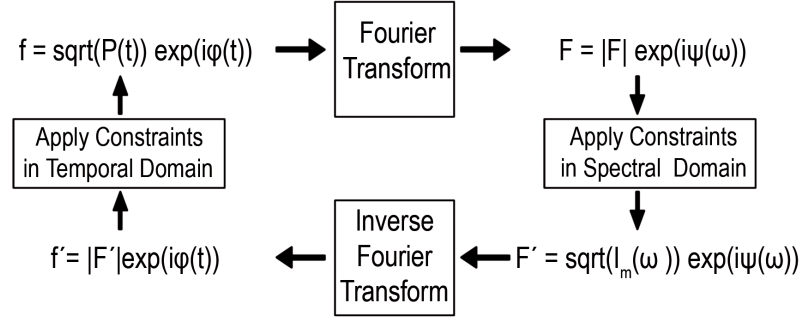 f = sqrt(P(t)) exp(iφ(t))
Fourier
Transform
F = |F| exp(iψ(ω))
Apply Constraints
in Temporal Domain
Apply Constraints
in Spectral Domain
f´= |F´|exp(iφ(t))
Inverse
Fourier
Transform
F´ = sqrt(Iₘ(ω )) exp(iψ(ω))